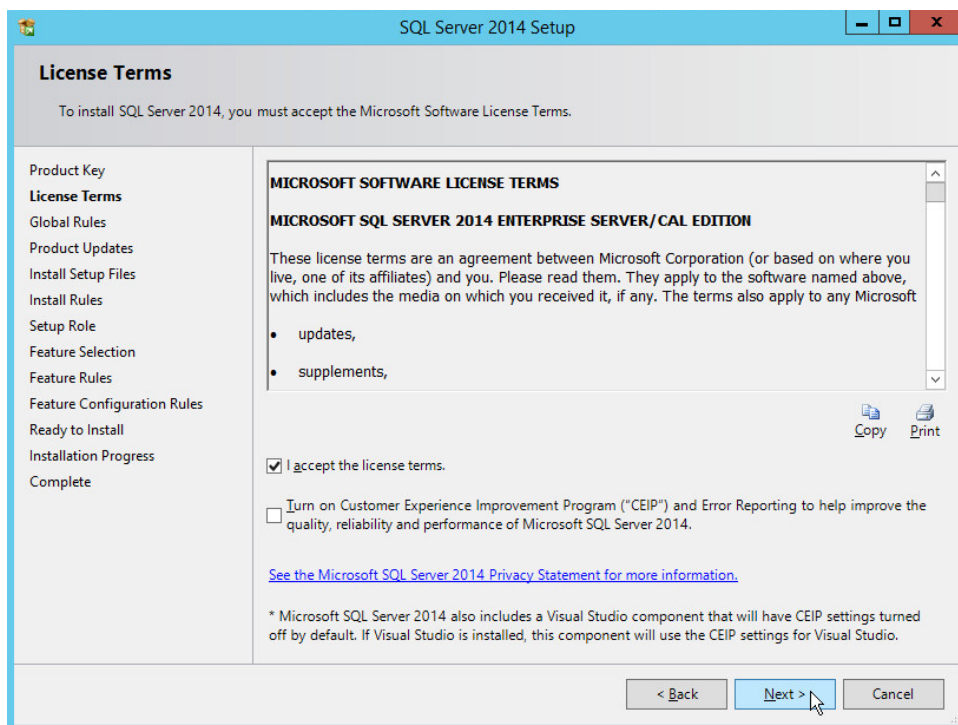 SQL Server 2014 Setup
License Terms
To install SQL Server 2014, you must accept the Microsoft Software License Terms.
Product Key
License Terms
Global Rules
Product Updates
Install Setup Files
Install Rules
Setup Role
Feature Selection
Feature Rules
Feature Configuration Rules
Ready to Install
Installation Progress
Complete
MICROSOFT SOFTWARE LICENSE TERMS
MICROSOFT SQL SERVER 2014 ENTERPRISE SERVER/CAL EDITION
These license terms are an agreement between Microsoft Corporation (or based on where you
live, one of its affiliates) and you. Please read them. They apply to the software named above,
which includes the media on which you received it, if any. The terms also apply to any Microsoft
• updates,
• supplements,
Copy Print
I accept the license terms.
Turn on Customer Experience Improvement Program ("CEIP") and Error Reporting to help improve the
quality, reliability and performance of Microsoft SQL Server 2014.
See the Microsoft SQL Server 2014 Privacy Statement for more information.
* Microsoft SQL Server 2014 also includes a Visual Studio component that will have CEIP settings turned
off by default. If Visual Studio is installed, this component will use the CEIP settings for Visual Studio.
< Back Next > Cancel